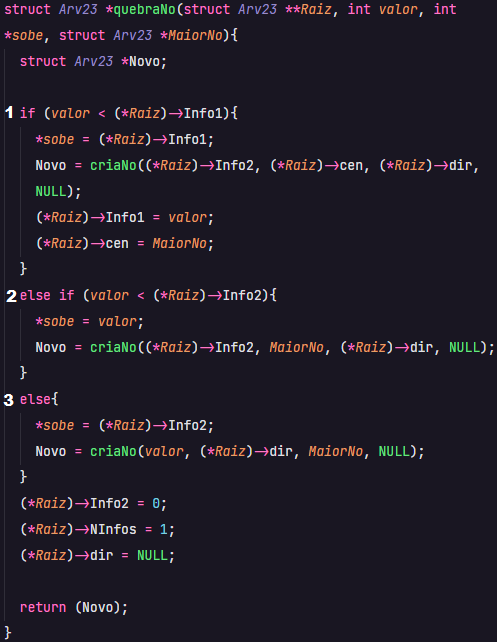 struct Arv23 *quebraNo(struct Arv23 **Raiz, int valor, int
*sobe, struct Arv23 *MaiorNo){
struct Arv23 *Novo;
1 if (valor < (*Raiz)->Info1){
*sobe = (*Raiz)->Info1;
Novo = criaNo((*Raiz)->Info2, (*Raiz)->cen, (*Raiz)->dir,
NULL);
(*Raiz)->Info1 = valor;
(*Raiz)->cen = MaiorNo;
}
2 else if (valor < (*Raiz)->Info2){
*sobe = valor;
Novo = criaNo((*Raiz)->Info2, MaiorNo, (*Raiz)->dir, NULL);
}
3 else{
*sobe = (*Raiz)->Info2;
Novo = criaNo(valor, (*Raiz)->dir, MaiorNo, NULL);
}
(*Raiz)->Info2 = 0;
(*Raiz)->NInfos = 1;
(*Raiz)->dir = NULL;
return (Novo);
}